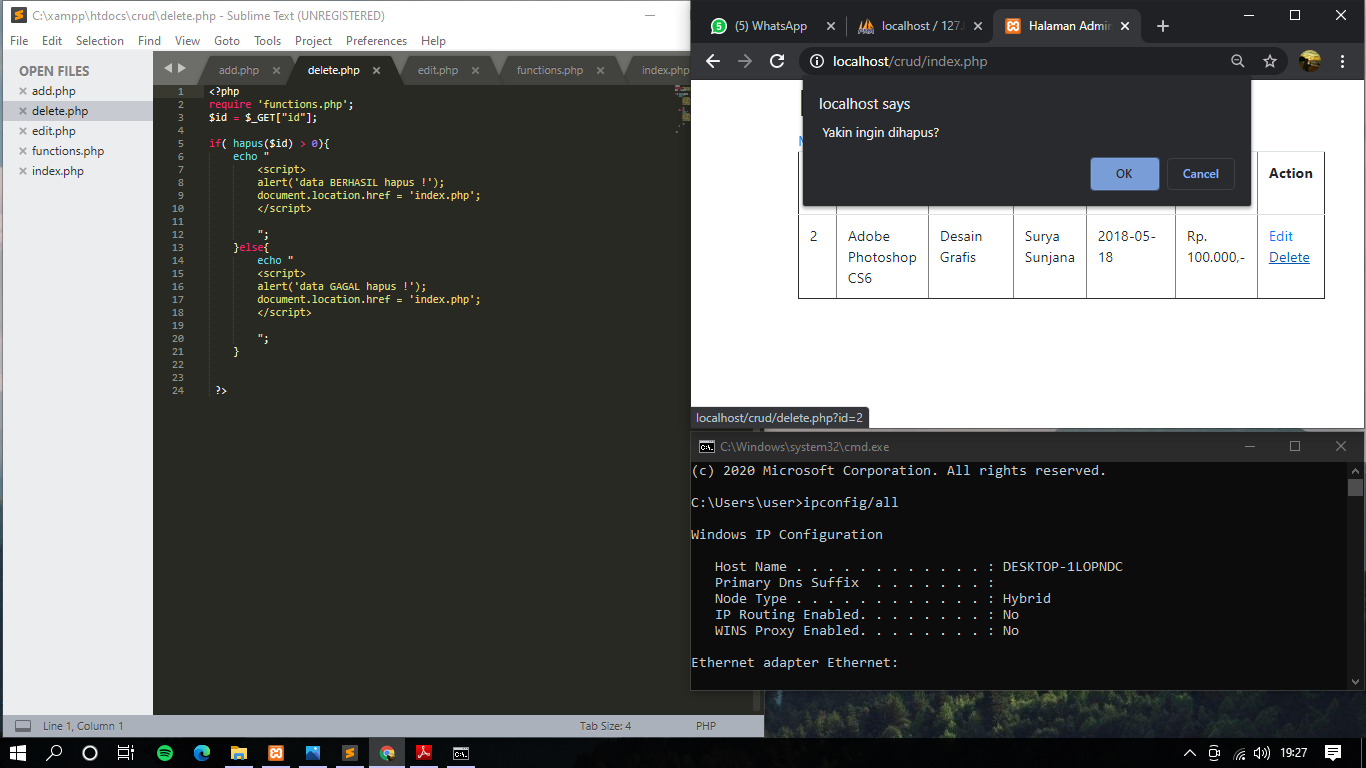 C:\xampp\htdocs\crud\delete.php - Sublime Text (UNREGISTERED)
File Edit Selection Find View Goto Tools Project Preferences Help
OPEN FILES
add.php
delete.php
edit.php
functions.php
index.php
add.php delete.php edit.php functions.php index.php
1 <?php
2 require 'functions.php';
3 $id = $_GET["id"];
4
5 if( hapus($id) > 0){
6 echo "
7 <script>
8 alert('data BERHASIL hapus !');
9 document.location.href = 'index.php';
10 </script>
11
12 ";
13 }else{
14 echo "
15 <script>
16 alert('data GAGAL hapus !');
17 document.location.href = 'index.php';
18 </script>
19
20 ";
21 }
22
23
24 ?>
Line 1, Column 1 Tab Size: 4 PHP
5 (5) WhatsApp localhost / 127. Halaman Admin
localhost/crud/index.php
localhost says
Yakin ingin dihapus?
OK Cancel
Action
2 Adobe Photoshop CS6 Desain Grafis Surya Sunjana 2018-05-18 Rp. 100.000,- Edit
Delete
localhost/crud/delete.php?id=2
C:\Windows\system32\cmd.exe
(c) 2020 Microsoft Corporation. All rights reserved.
C:\Users\user>ipconfig/all
Windows IP Configuration
Host Name . . . . . . . . . . . . : DESKTOP-1LOPNDC
Primary Dns Suffix . . . . . . . :
Node Type . . . . . . . . . . . . : Hybrid
IP Routing Enabled. . . . . . . . : No
WINS Proxy Enabled. . . . . . . . : No
Ethernet adapter Ethernet:
19:27